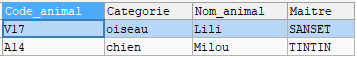 Code_animal Categorie Nom_animal Maitre
V17 oiseau Lili SANSET
A14 chien Milou TINTIN